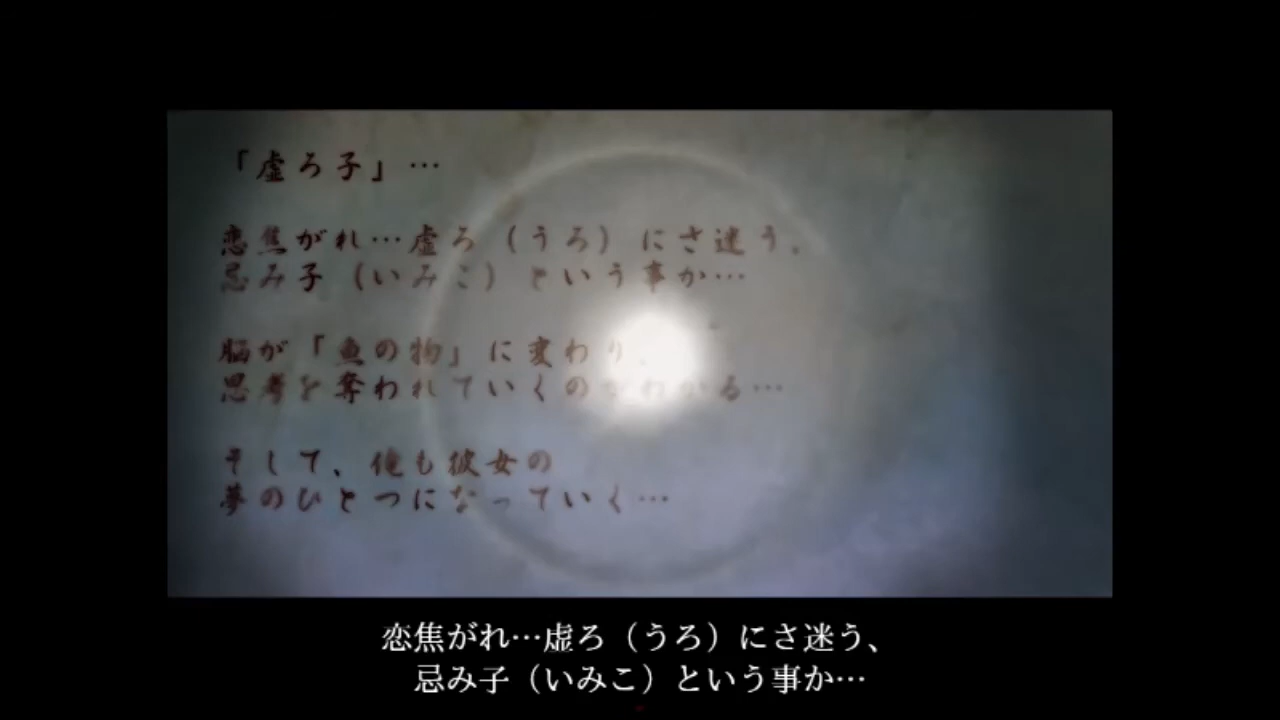 「虚ろ子」…
恋焦がれ…虚ろ（うろ）にさ迷う、
忌み子（いみこ）という事か…
脳が「魚の物」に変わり、
思考を奪われていくのがわかる…
そして、俺も彼女の
夢のひとつになっていく…
恋焦がれ…虚ろ（うろ）にさ迷う、
忌み子（いみこ）という事か…